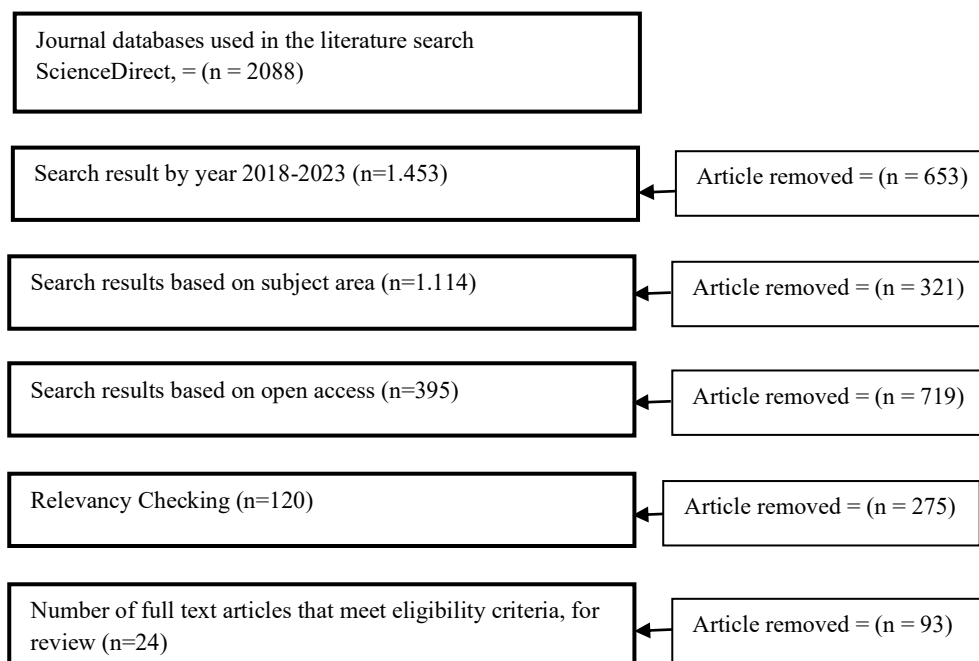 Journal databases used in the literature search
ScienceDirect, = (n = 2088)
Search result by year 2018-2023 (n=1.453)
Article removed = (n = 653)
Search results based on subject area (n=1.114)
Article removed = (n = 321)
Search results based on open access (n=395)
Article removed = (n = 719)
Relevancy Checking (n=120)
Article removed = (n = 275)
Number of full text articles that meet eligibility criteria, for
review (n=24)
Article removed = (n = 93)